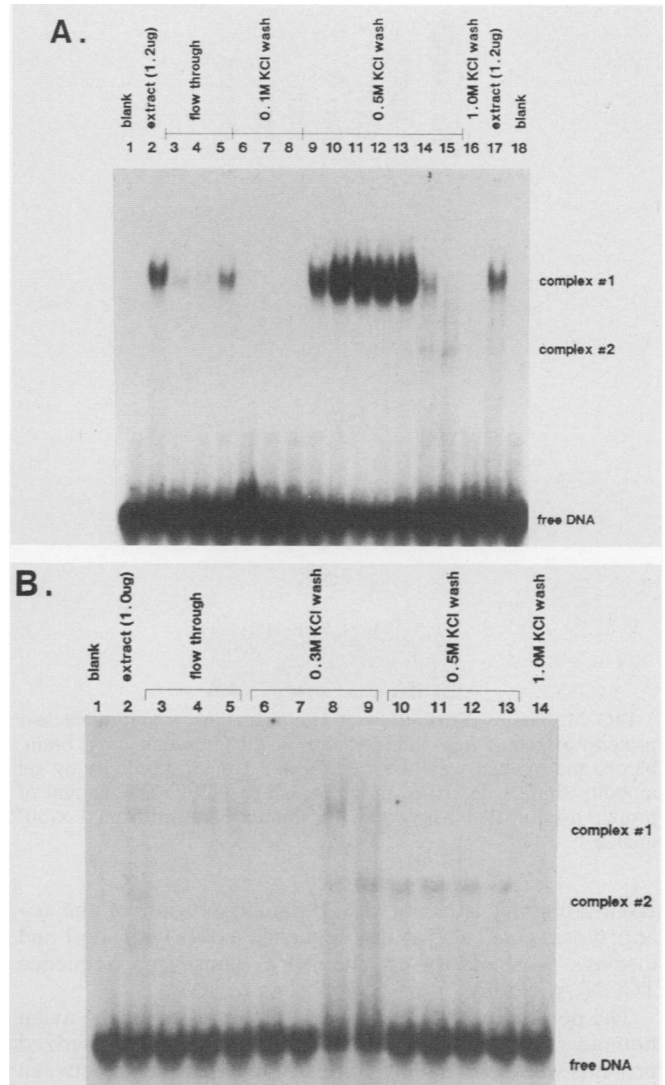 A.
blank
extract (1.2ug)
flow through
0.1M KCl wash
0.5M KCl wash
1.0M KCl wash
extract (1.2ug)
blank
1 2 3 4 5 6 7 8 9 10 11 12 13 14 15 16 17 18
complex #1
complex #2
free DNA
B.
blank
extract (1.0ug)
flow through
0.3M KCl wash
0.5M KCl wash
1.0M KCl wash
1 2 3 4 5 6 7 8 9 10 11 12 13 14
complex #1
complex #2
free DNA